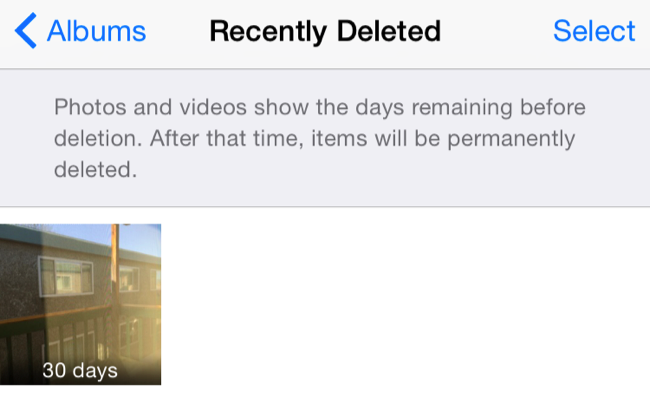 Albums Recently Deleted Select
Photos and videos show the days remaining before
deletion. After that time, items will be permanently
deleted.
30 days